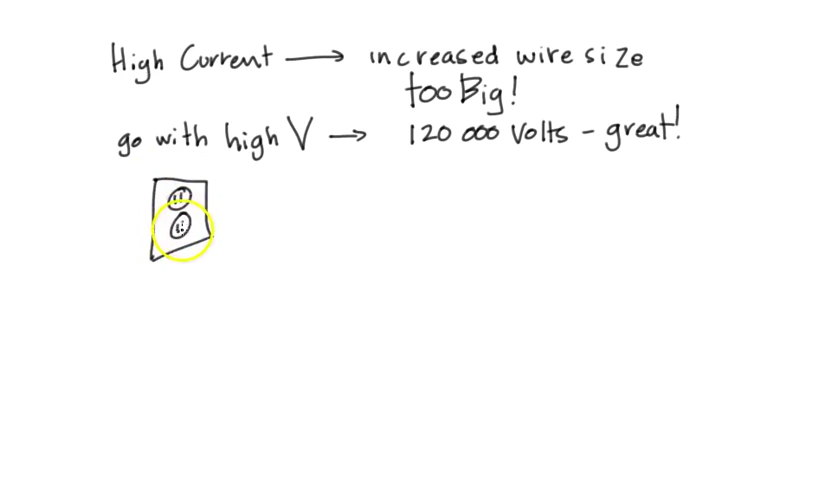 High Current → increased wire size
too Big!
go with high V → 120 000 Volts - great!